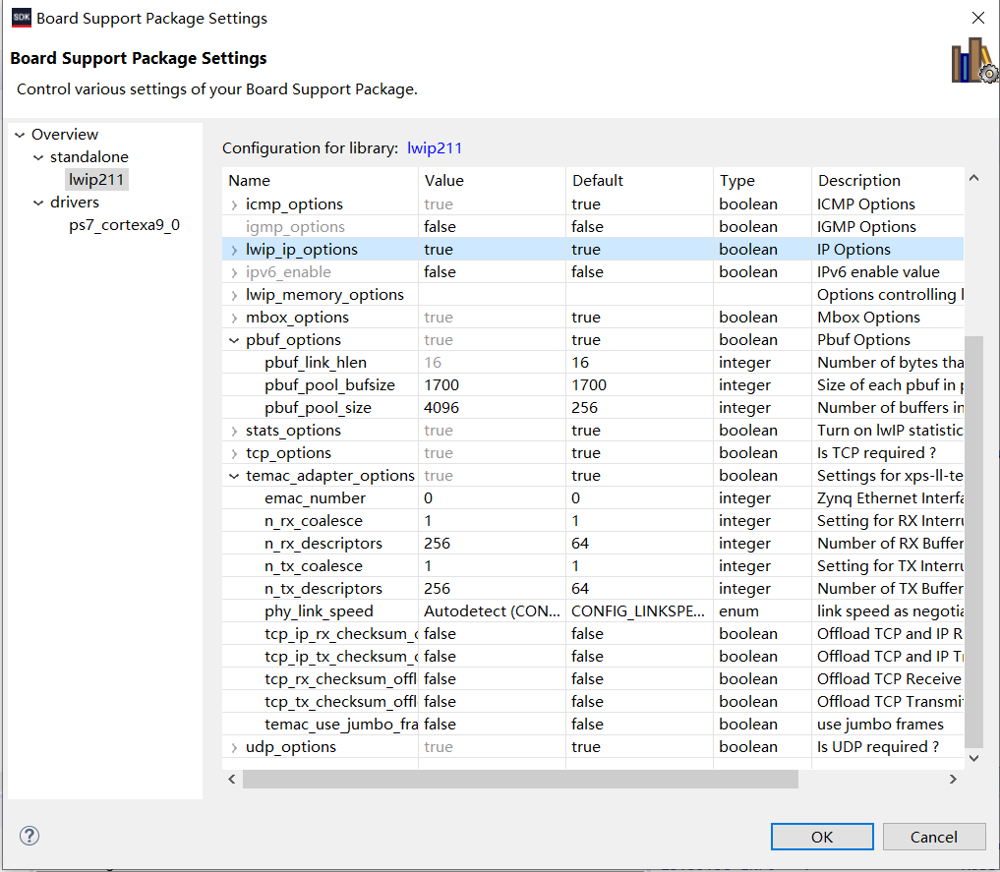 SDK Board Support Package Settings
Board Support Package Settings
Control various settings of your Board Support Package.
Overview
standalone
lwip211
drivers
ps7_cortexa9_0
Configuration for library: lwip211
Name Value Default Type Description
icmp_options true true boolean ICMP Options
igmp_options false false boolean IGMP Options
lwip_ip_options true true boolean IP Options
ipv6_enable false false boolean IPv6 enable value
lwip_memory_options Options controlling l
mbox_options true true boolean Mbox Options
pbuf_options true true boolean Pbuf Options
pbuf_link_hlen 16 16 integer Number of bytes tha
pbuf_pool_bufsize 1700 1700 integer Size of each pbuf in p
pbuf_pool_size 4096 256 integer Number of buffers in
stats_options true true boolean Turn on lwIP statistic
tcp_options true true boolean Is TCP required ?
temac_adapter_options true true boolean Settings for xps-ll-te
emac_number 0 0 integer Zynq Ethernet Interfa
n_rx_coalesce 1 1 integer Setting for RX Interru
n_rx_descriptors 256 64 integer Number of RX Buffer
n_tx_coalesce 1 1 integer Setting for TX Interru
n_tx_descriptors 256 64 integer Number of TX Buffer
phy_link_speed Autodetect (CON... CONFIG_LINKSPE... enum link speed as negotia
tcp_ip_rx_checksum_o false false boolean Offload TCP and IP R
tcp_ip_tx_checksum_o false false boolean Offload TCP and IP T
tcp_rx_checksum_offl false false boolean Offload TCP Receive
tcp_tx_checksum_offl false false boolean Offload TCP Transmi
temac_use_jumbo_fra false false boolean use jumbo frames
udp_options true true boolean Is UDP required ?
OK Cancel